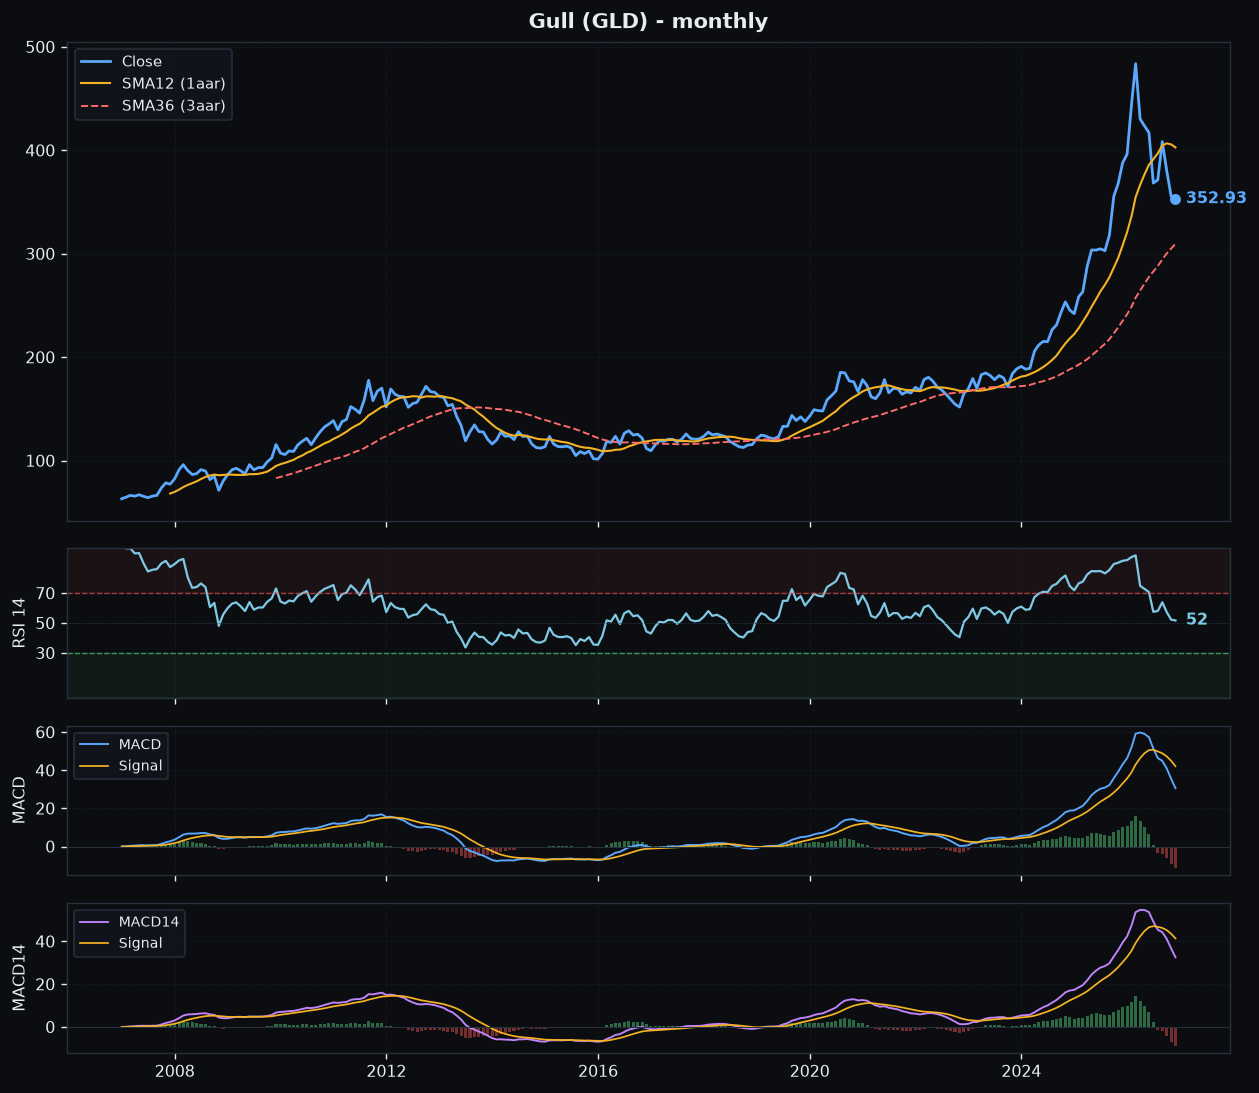 Gull (GLD) - monthly
500
400
300
200
100
Close
SMA12 (1aar)
SMA36 (3aar)
352.93
RSI 14
70
50
30
52
MACD
60
40
20
0
MACD
Signal
MACD14
40
20
0
MACD14
Signal
2008
2012
2016
2020
2024